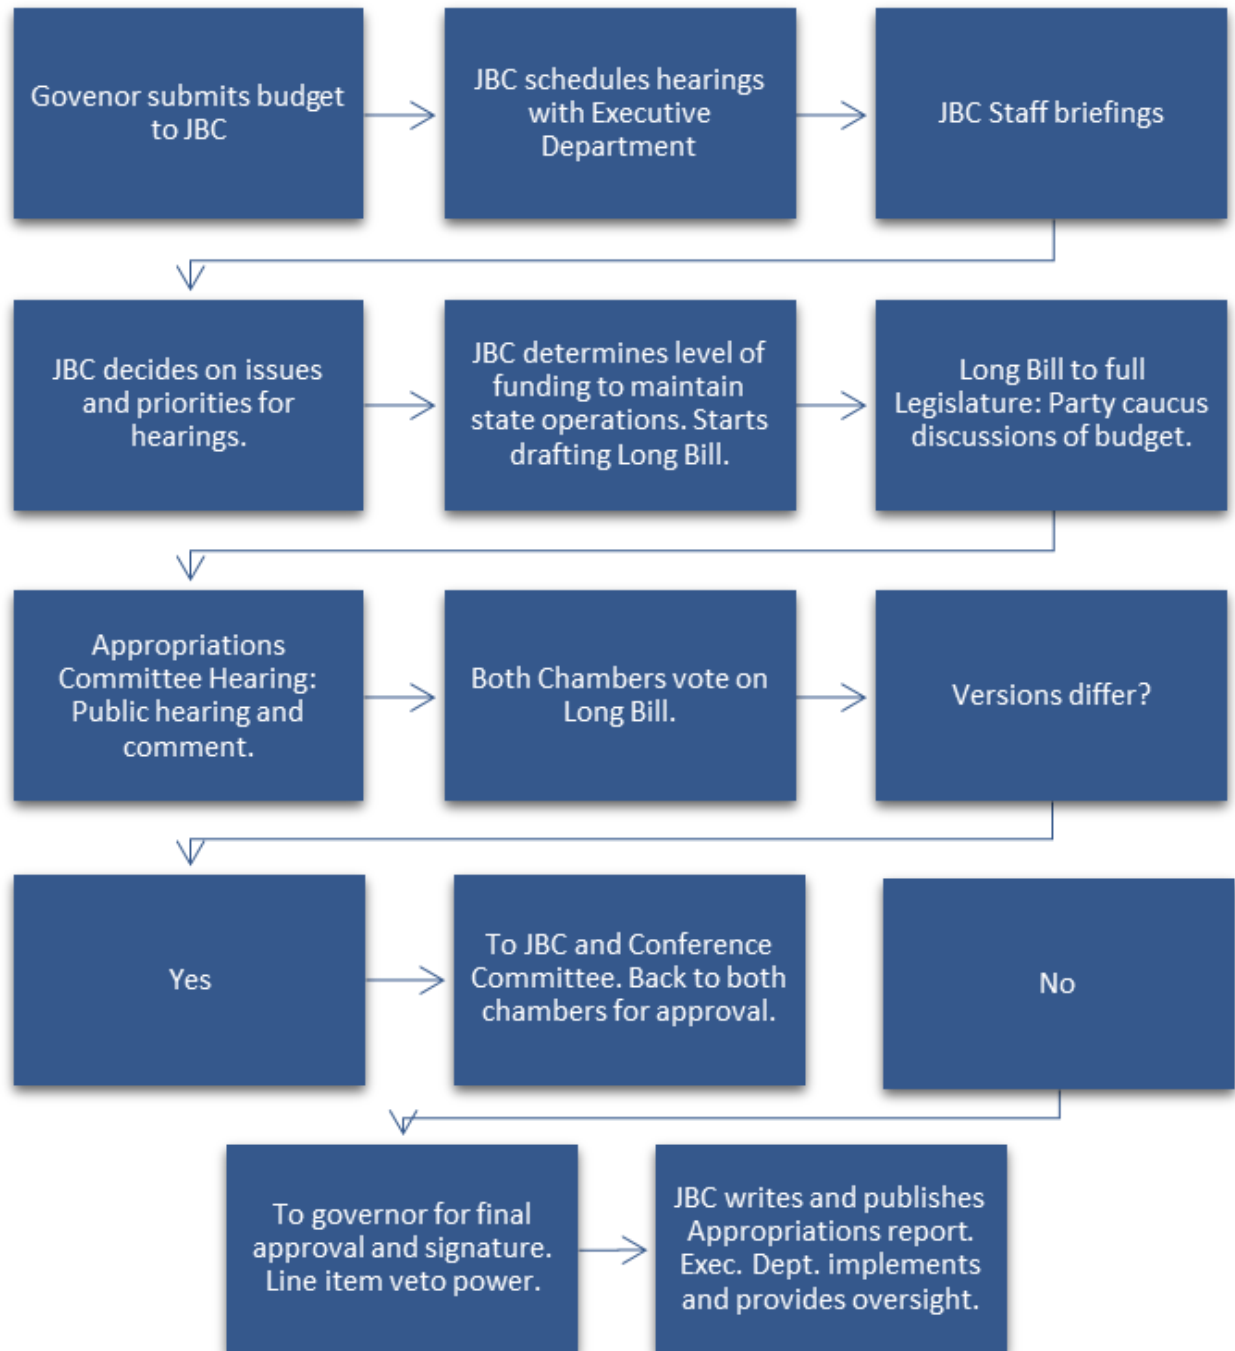 Govenor submits budget
to JBC
JBC schedules hearings
with Executive
Department
JBC Staff briefings
JBC decides on issues
and priorities for
hearings.
JBC determines level of
funding to maintain
state operations. Starts
drafting Long Bill.
Long Bill to full
Legislature: Party caucus
discussions of budget.
Appropriations
Committee Hearing:
Public hearing and
comment.
Both Chambers vote on
Long Bill.
Versions differ?
Yes
To JBC and Conference
Committee. Back to both
chambers for approval.
No
To governor for final
approval and signature.
Line item veto power.
JBC writes and publishes
Appropriations report.
Exec. Dept. implements
and provides oversight.